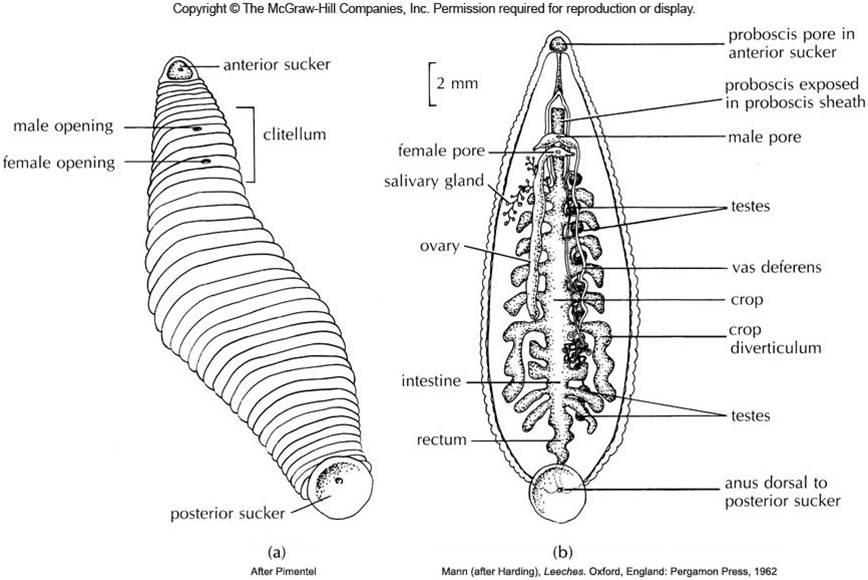 Copyright © The McGraw-Hill Companies, Inc. Permission required for reproduction or display.
anterior sucker
male opening
clitellum
female opening
posterior sucker
(a)
After Pimentel
2 mm
proboscis pore in
anterior sucker
proboscis exposed
in proboscis sheath
male pore
female pore
salivary gland
testes
ovary
vas deferens
crop
crop
diverticulum
intestine
testes
rectum
anus dorsal to
posterior sucker
(b)
Mann (after Harding), Leeches. Oxford, England: Pergamon Press, 1962